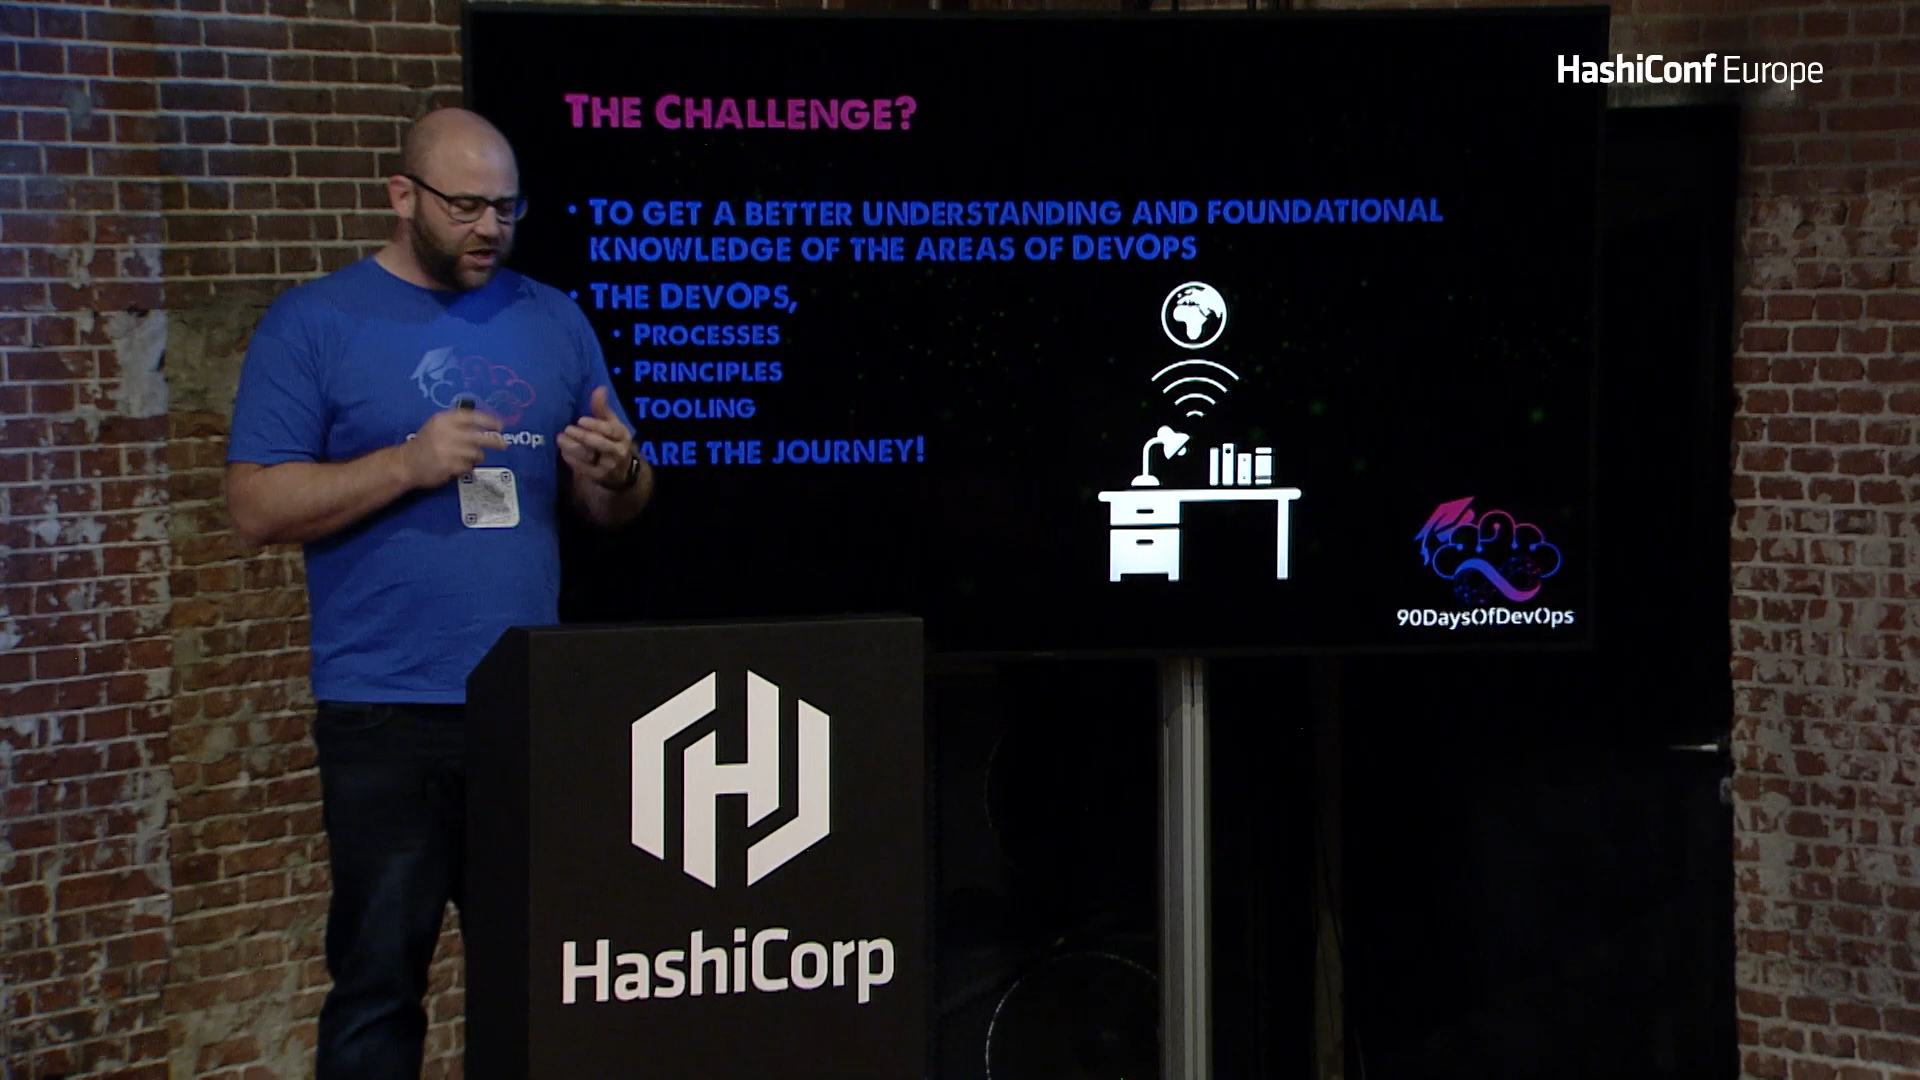 HashiConf Europe
THE CHALLENGE?
• TO GET A BETTER UNDERSTANDING AND FOUNDATIONAL
KNOWLEDGE OF THE AREAS OF DEVOPS
• THE DEVOPS,
• PROCESSES
• PRINCIPLES
TOOLING
ARE THE JOURNEY!
90DaysOfDevOps
ofDevOps
HashiCorp